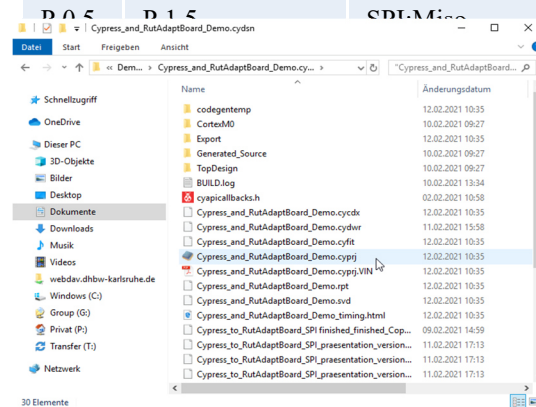 P.0.5 P.1.5 SPI:Miso
Cypress_and_RutAdaptBoard_Demo.cydsn
Datei Start Freigeben Ansicht
« Dem... > Cypress_and_RutAdaptBoard_Demo.cy... > "Cypress_and_RutAdaptBoard...
Name Änderungsdatum
Schnellzugriff
OneDrive
Dieser PC
3D-Objekte
Bilder
Desktop
Dokumente
Downloads
Musik
Videos
webdav.dhbw-karlsruhe.de
Windows (C:)
Group (G:)
Privat (P:)
Transfer (T:)
Netzwerk
codegentemp 12.02.2021 10:35
CortexM0 10.02.2021 09:27
Export 12.02.2021 10:35
Generated_Source 10.02.2021 09:27
TopDesign 10.02.2021 09:27
BUILD.log 10.02.2021 13:34
cyapicallbacks.h 02.02.2021 10:58
Cypress_and_RutAdaptBoard_Demo.cycdx 12.02.2021 10:35
Cypress_and_RutAdaptBoard_Demo.cydwr 11.02.2021 15:58
Cypress_and_RutAdaptBoard_Demo.cyfit 12.02.2021 10:35
Cypress_and_RutAdaptBoard_Demo.cyprj 12.02.2021 10:35
Cypress_and_RutAdaptBoard_Demo.cyprj.VIN 12.02.2021 10:35
Cypress_and_RutAdaptBoard_Demo.rpt 12.02.2021 10:35
Cypress_and_RutAdaptBoard_Demo.svd 12.02.2021 10:35
Cypress_and_RutAdaptBoard_Demo_timing.html 12.02.2021 10:35
Cypress_to_RutAdaptBoard_SPI finished_finished_Cop... 09.02.2021 14:59
Cypress_to_RutAdaptBoard_SPI_praesentation_version... 11.02.2021 17:13
Cypress_to_RutAdaptBoard_SPI_praesentation_version... 11.02.2021 17:13
Cypress_to_RutAdaptBoard_SPI_praesentation_version... 11.02.2021 17:13
30 Elemente